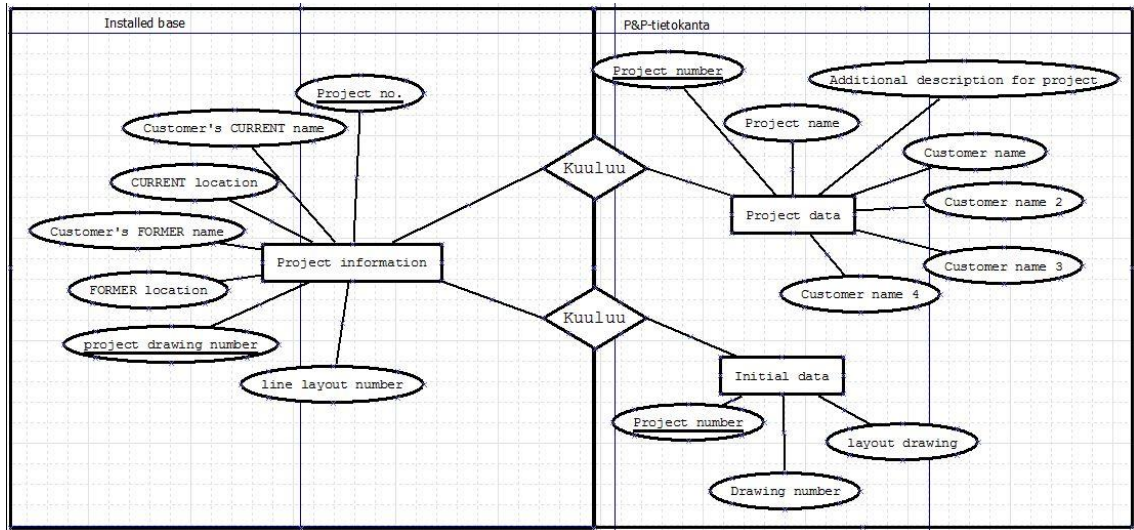 Installed base
P&P-tietokanta
Project no.
Customer's CURRENT name
CURRENT location
Customer's FORMER name
FORMER location
project drawing number
line layout number
Project information
Kuuluu
Kuuluu
Project number
Additional description for project
Project name
Customer name
Customer name 2
Customer name 3
Customer name 4
Project data
Initial data
Project number
layout drawing
Drawing number